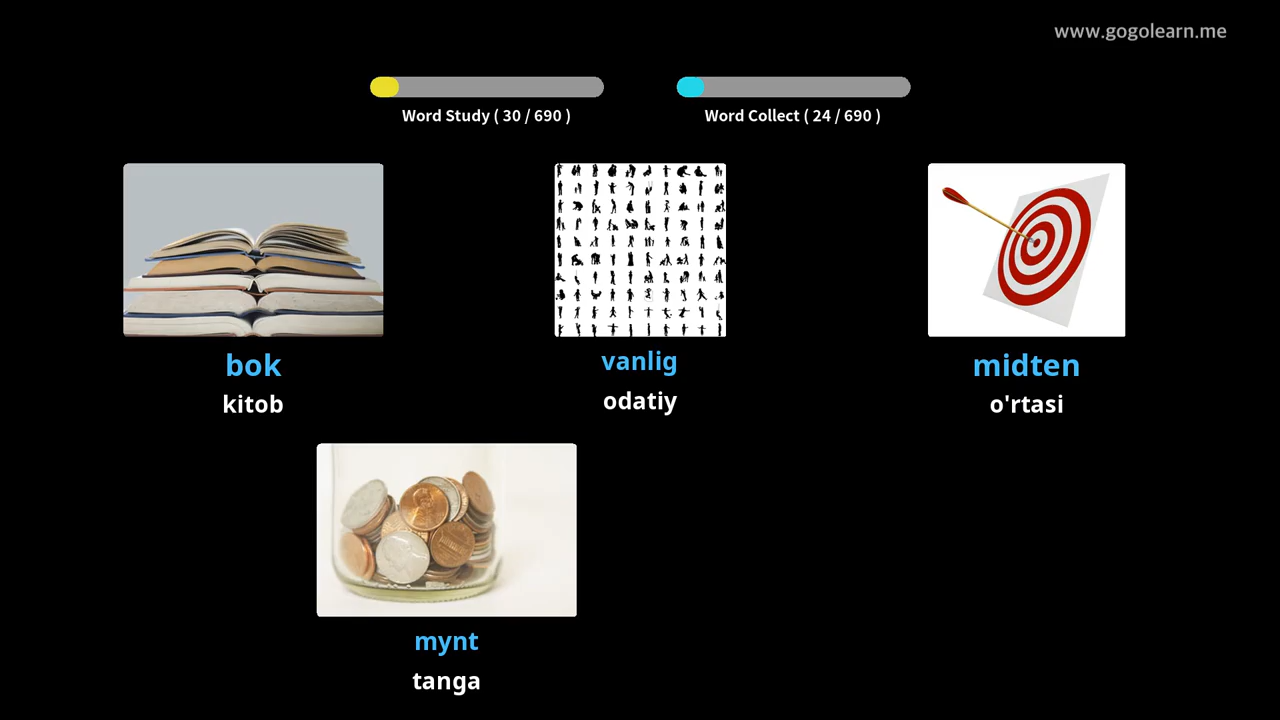 www.gogolearn.me
Word Study ( 30 / 690 )
Word Collect ( 24 / 690 )
bok
kitob
vanlig
odatiy
midten
o'rtasi
mynt
tanga